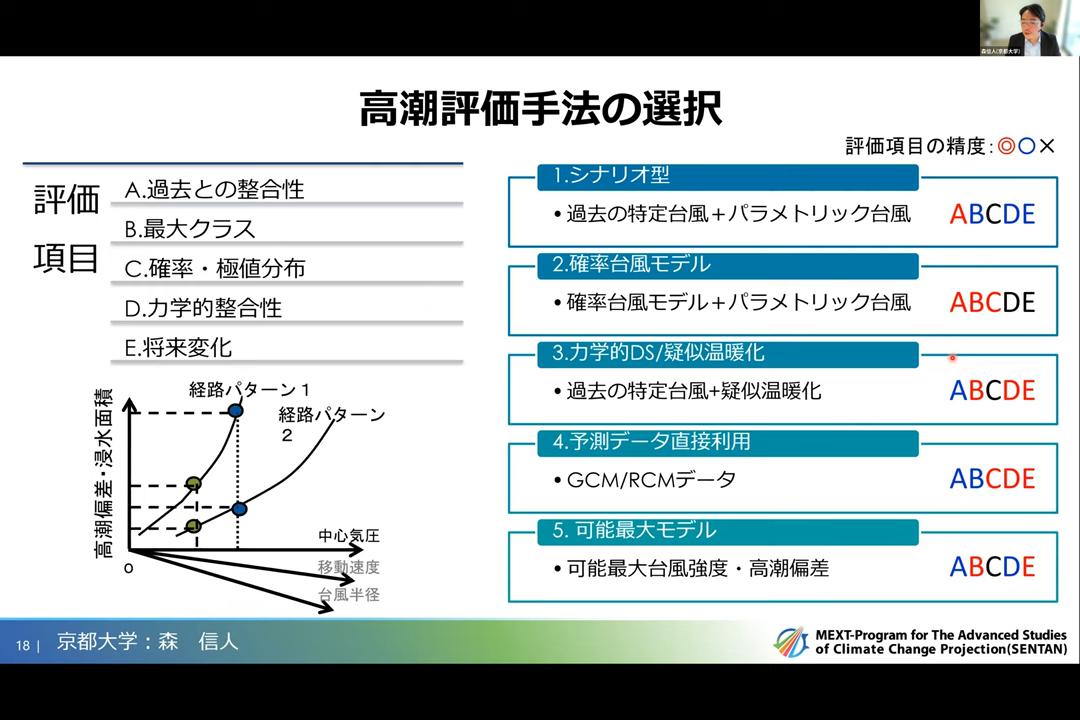 森信人(京都大学)
高潮評価手法の選択
評価項目の精度:◎○×
評価
項目
A.過去との整合性
B.最大クラス
C.確率・極値分布
D.力学的整合性
E.将来変化
1.シナリオ型
•過去の特定台風＋パラメトリック台風
ABCDE
2.確率台風モデル
•確率台風モデル＋パラメトリック台風
ABCDE
3.力学的DS/疑似温暖化
•過去の特定台風+疑似温暖化
ABCDE
4.予測データ直接利用
•GCM/RCMデータ
ABCDE
5. 可能最大モデル
•可能最大台風強度・高潮偏差
ABCDE
高潮偏差・浸水面積
経路パターン１
経路パターン
２
中心気圧
移動速度
台風半径
O
18 |
京都大学：森　信人
MEXT-Program for The Advanced Studies
of Climate Change Projection(SENTAN)